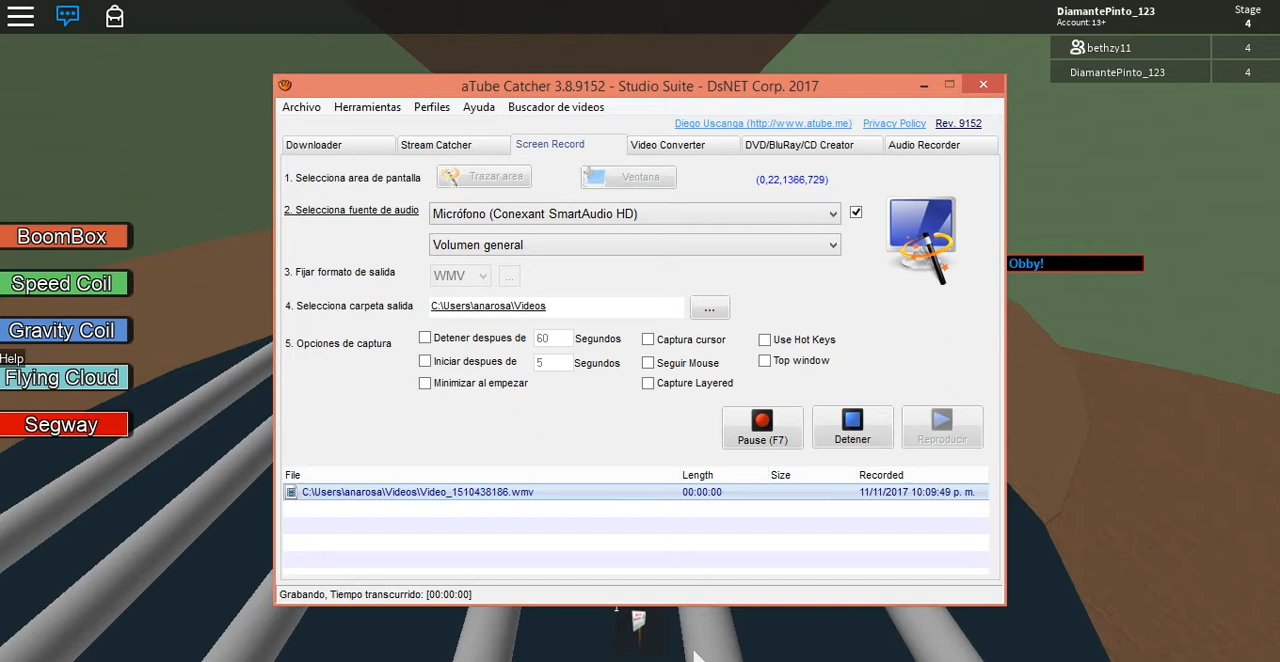 DiamantePinto_123
Account: 13+
Stage
4
bethzy11 4
DiamantePinto_123 4
aTube Catcher 3.8.9152 - Studio Suite - DsNET Corp. 2017
Archivo Herramientas Perfiles Ayuda Buscador de videos
Diego Uscanga (http://www.atube.me) Privacy Policy Rev. 9152
Downloader Stream Catcher Screen Record Video Converter DVD/BluRay/CD Creator Audio Recorder
1. Selecciona area de pantalla Trazar area Ventana (0,22,1366,729)
2. Selecciona fuente de audio Micrófono (Conexant SmartAudio HD)
Volumen general
3. Fijar formato de salida WMV ...
4. Selecciona carpeta salida C:\Users\anarosa\Videos ...
5. Opciones de captura
Detener despues de 60 Segundos Captura cursor Use Hot Keys
Iniciar despues de 5 Segundos Seguir Mouse Top window
Minimizar al empezar Capture Layered
Pause (F7) Detener Reproducir
File Length Size Recorded
C:\Users\anarosa\Videos\Video_1510438186.wmv 00:00:00 11/11/2017 10:09:49 p. m.
Grabando, Tiempo transcurrido: [00:00:00]
BoomBox
Speed Coil
Gravity Coil
Help
Flying Cloud
Segway
Obby!
1